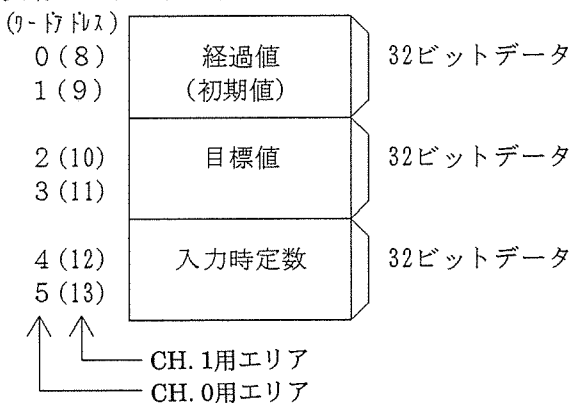 (ワードアドレス)
0(8) 経過値 32ビットデータ
1(9) (初期値)
2(10) 目標値 32ビットデータ
3(11)
4(12) 入力時定数 32ビットデータ
5(13)
CH.1用エリア
CH.0用エリア